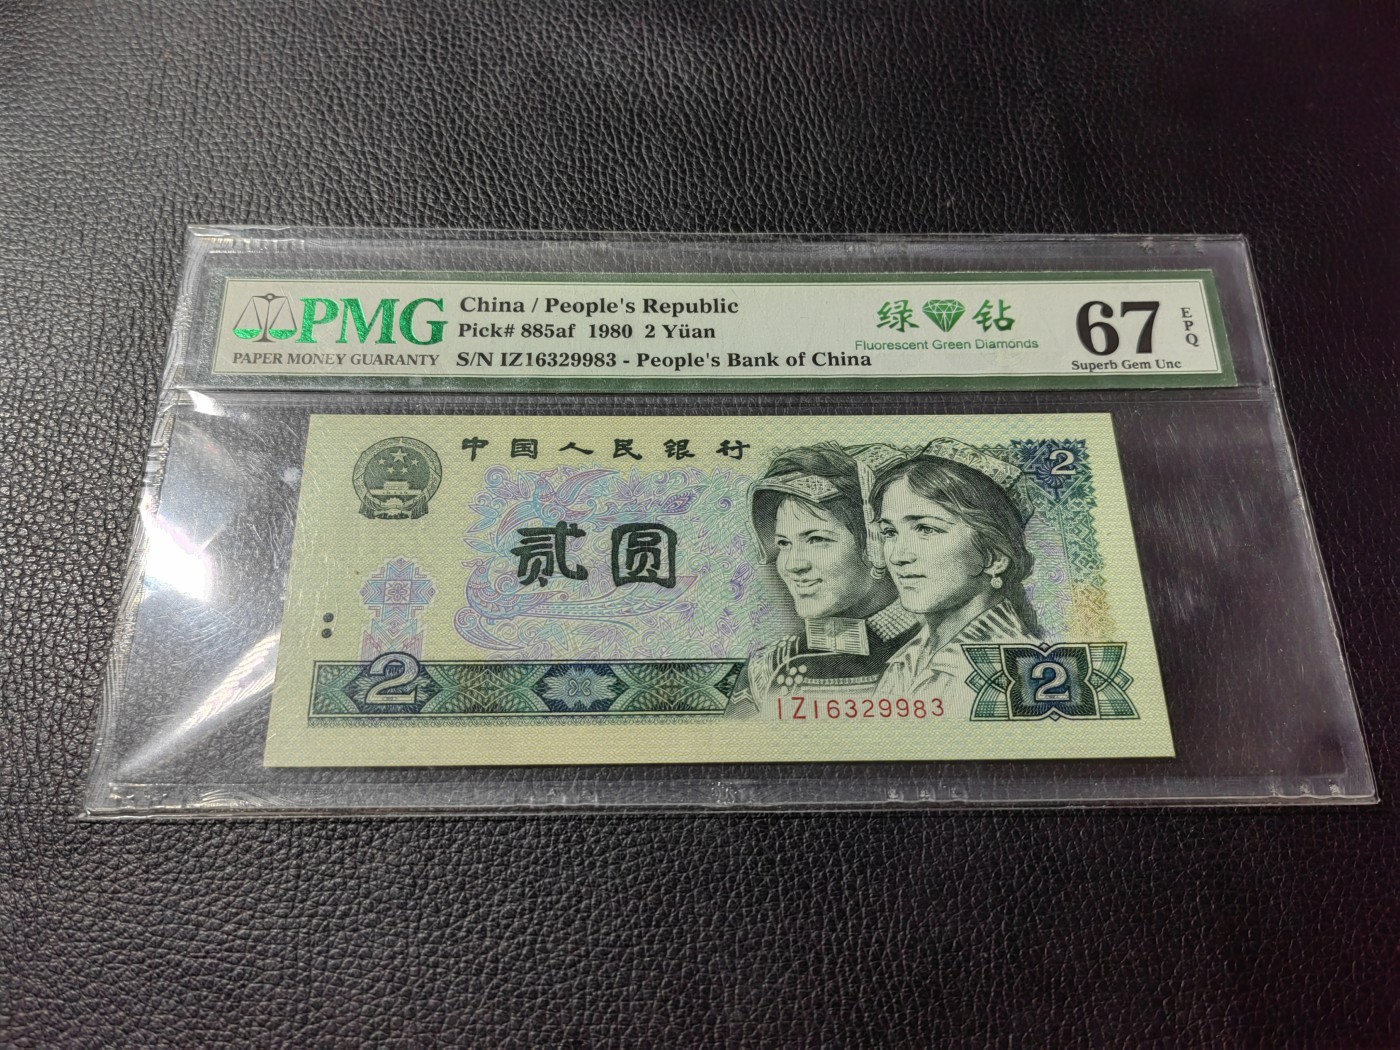 PMG
PAPER MONEY GUARANTY
China / People's Republic
Pick# 885af 1980 2 Yüan
S/N IZ16329983 - People's Bank of China
绿 钻
Fluorescent Green Diamonds
67
EPQ
Superb Gem Unc
中国人民银行
2
贰圆
2
2
IZ16329983